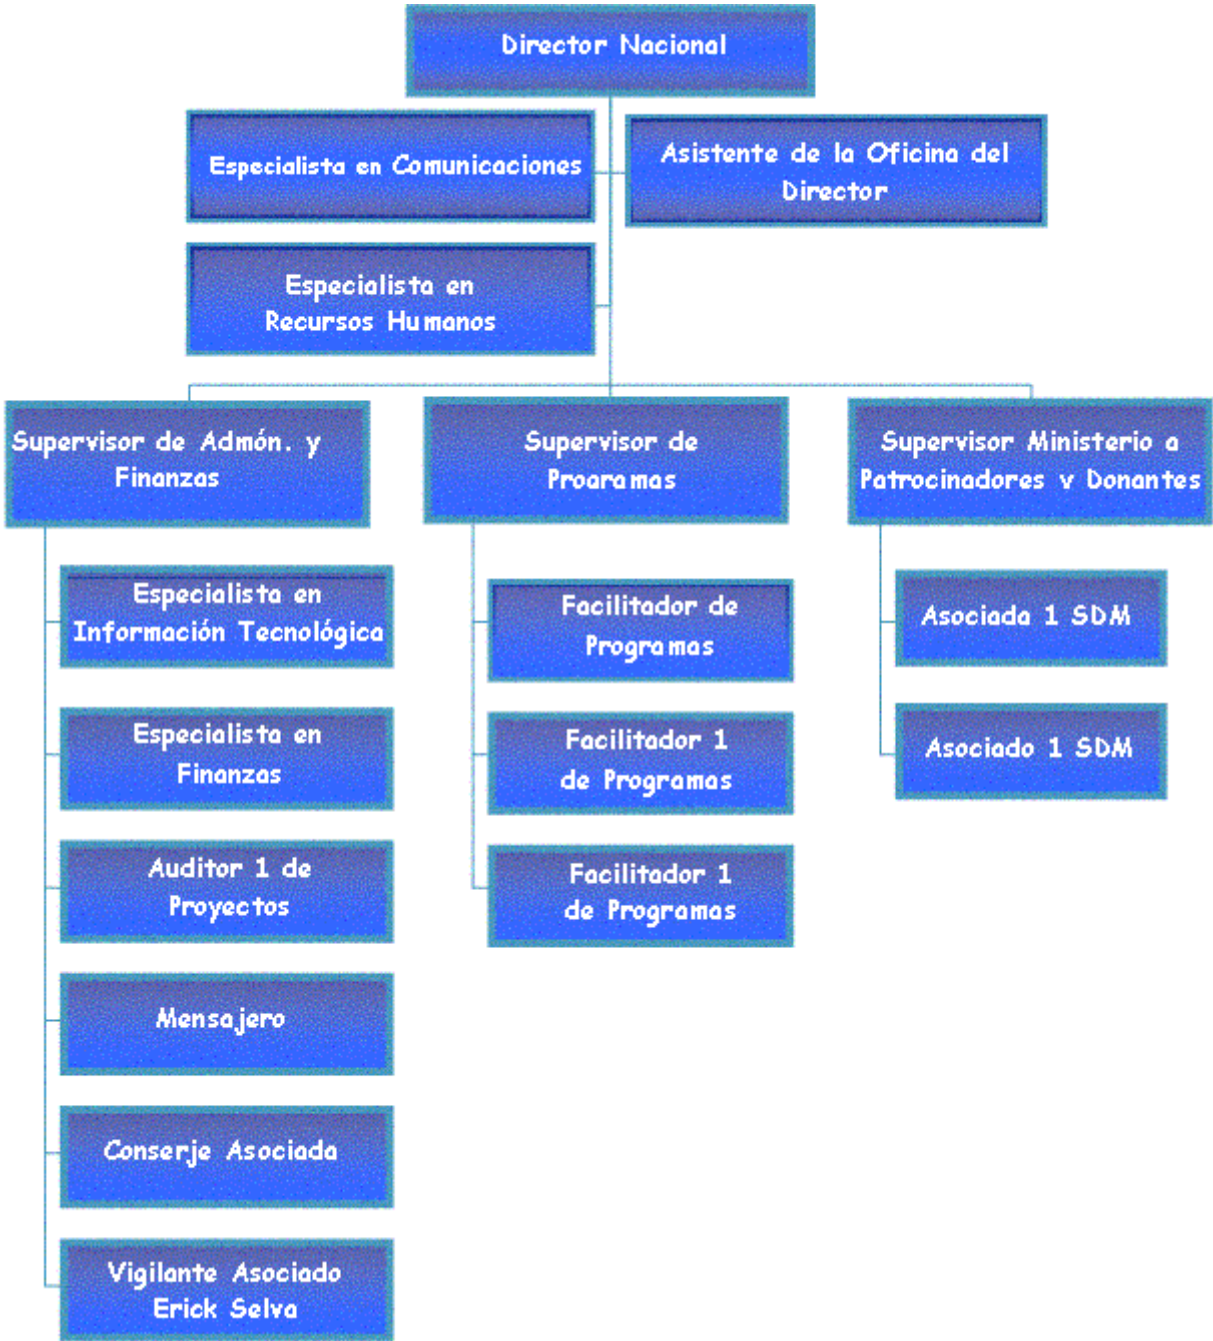 Director Nacional
Especialista en Comunicaciones
Asistente de la Oficina del
Director
Especialista en
Recursos Humanos
Supervisor de Admón. y
Finanzas
Supervisor de
Proaramas
Supervisor Ministerio a
Patrocinadores v Donantes
Especialista en
Información Tecnológica
Especialista en
Finanzas
Auditor 1 de
Proyectos
Mensajero
Conserje Asociada
Vigilante Asociado
Erick Selva
Facilitador de
Programas
Facilitador 1
de Programas
Facilitador 1
de Programas
Asociada 1 SDM
Asociado 1 SDM